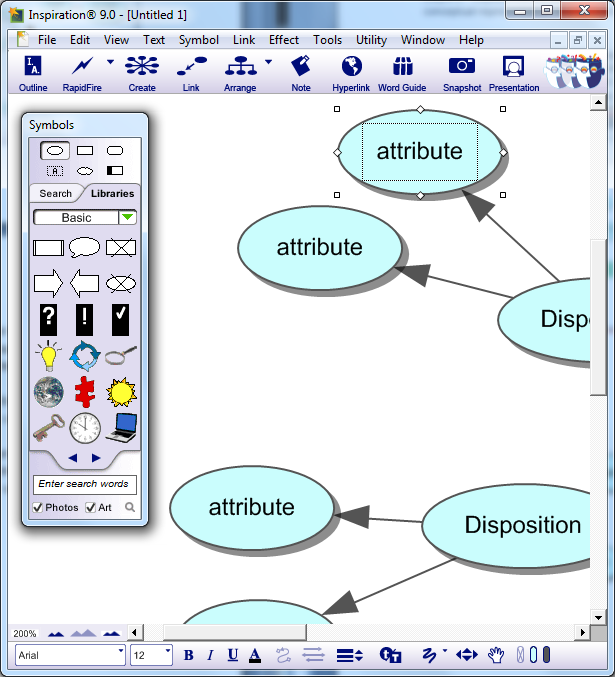 Inspiration® 9.0 - [Untitled 1]
File Edit View Text Symbol Link Effect Tools Utility Window Help
Outline RapidFire Create Link Arrange Note Hyperlink Word Guide Snapshot Presentation
Symbols
A
Search Libraries
Basic
? !
Enter search words
Photos Art
attribute
attribute
Disp
attribute
Disposition
200%
Arial 12 B I U A